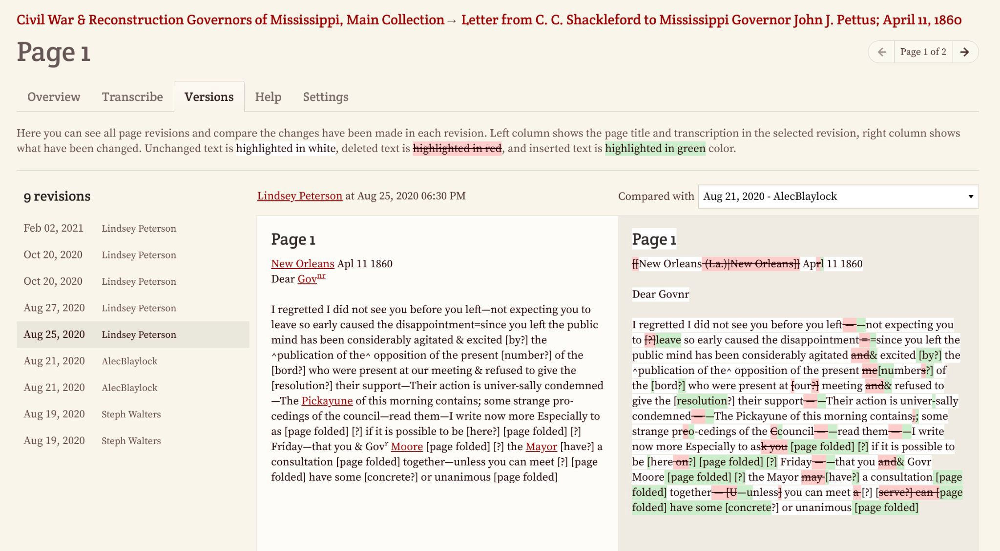 Civil War & Reconstruction Governors of Mississippi, Main Collection → Letter from C. C. Shackleford to Mississippi Governor John J. Pettus; April 11, 1860
Page 1
← Page 1 of 2 →
Overview Transcribe Versions Help Settings
Here you can see all page revisions and compare the changes have been made in each revision. Left column shows the page title and transcription in the selected revision, right column shows
what have been changed. Unchanged text is highlighted in white, deleted text is highlighted in red, and inserted text is highlighted in green color.
9 revisions
Feb 02, 2021 Lindsey Peterson
Oct 20, 2020 Lindsey Peterson
Oct 20, 2020 Lindsey Peterson
Aug 27, 2020 Lindsey Peterson
Aug 25, 2020 Lindsey Peterson
Aug 21, 2020 AlecBlaylock
Aug 21, 2020 AlecBlaylock
Aug 19, 2020 Steph Walters
Aug 19, 2020 Steph Walters
Lindsey Peterson at Aug 25, 2020 06:30 PM
Page 1
New Orleans Apl 11 1860
Dear Govnr
I regretted I did not see you before you left—not expecting you to
leave so early caused the disappointment=since you left the public
mind has been considerably agitated & excited [by?] the
^publication of the^ opposition of the present [number?] of the
[bord?] who were present at our meeting & refused to give the
[resolution?] their support—Their action is univer-sally condemned
—The Pickayune of this morning contains; some strange pro-
cedings of the council—read them—I write now more Especially to
as [page folded] [?] if it is possible to be [here?] [page folded] [?]
Friday—that you & Govr Moore [page folded] [?] the Mayor [have?] a
consultation [page folded] together—unless you can meet [?] [page
folded] have some [concrete?] or unanimous [page folded]
Compared with Aug 21, 2020 - AlecBlaylock
Page 1
[[New Orleans (La.)|New Orleans]] Aprl 11 1860
Dear Govnr
I regretted I did not see you before you left — —not expecting you
to [?]leave so early caused the disappointment = =since you left the
public mind has been considerably agitated and& excited [by?] the
^publication of the^ opposition of the present me[numbers?] of
the [bord?] who were present at [our?] meeting and& refused to
give the [resolution?] their support — —Their action is univer-sally
condemned — —The Pickayune of this morning contains,; some
strange preo-cedings of the Ccouncil — —read them — —I write
now more Especially to ask you [page folded] [?] if it is possible to
be [here on?] [page folded] [?] Friday — —that you and& Govr
Moore [page folded] [?] the Mayor may [have?] a consultation [page
folded] together — [U—unless] you can meet a [?] [serve?] can [page
folded] have some [concrete?] or unanimous [page folded]